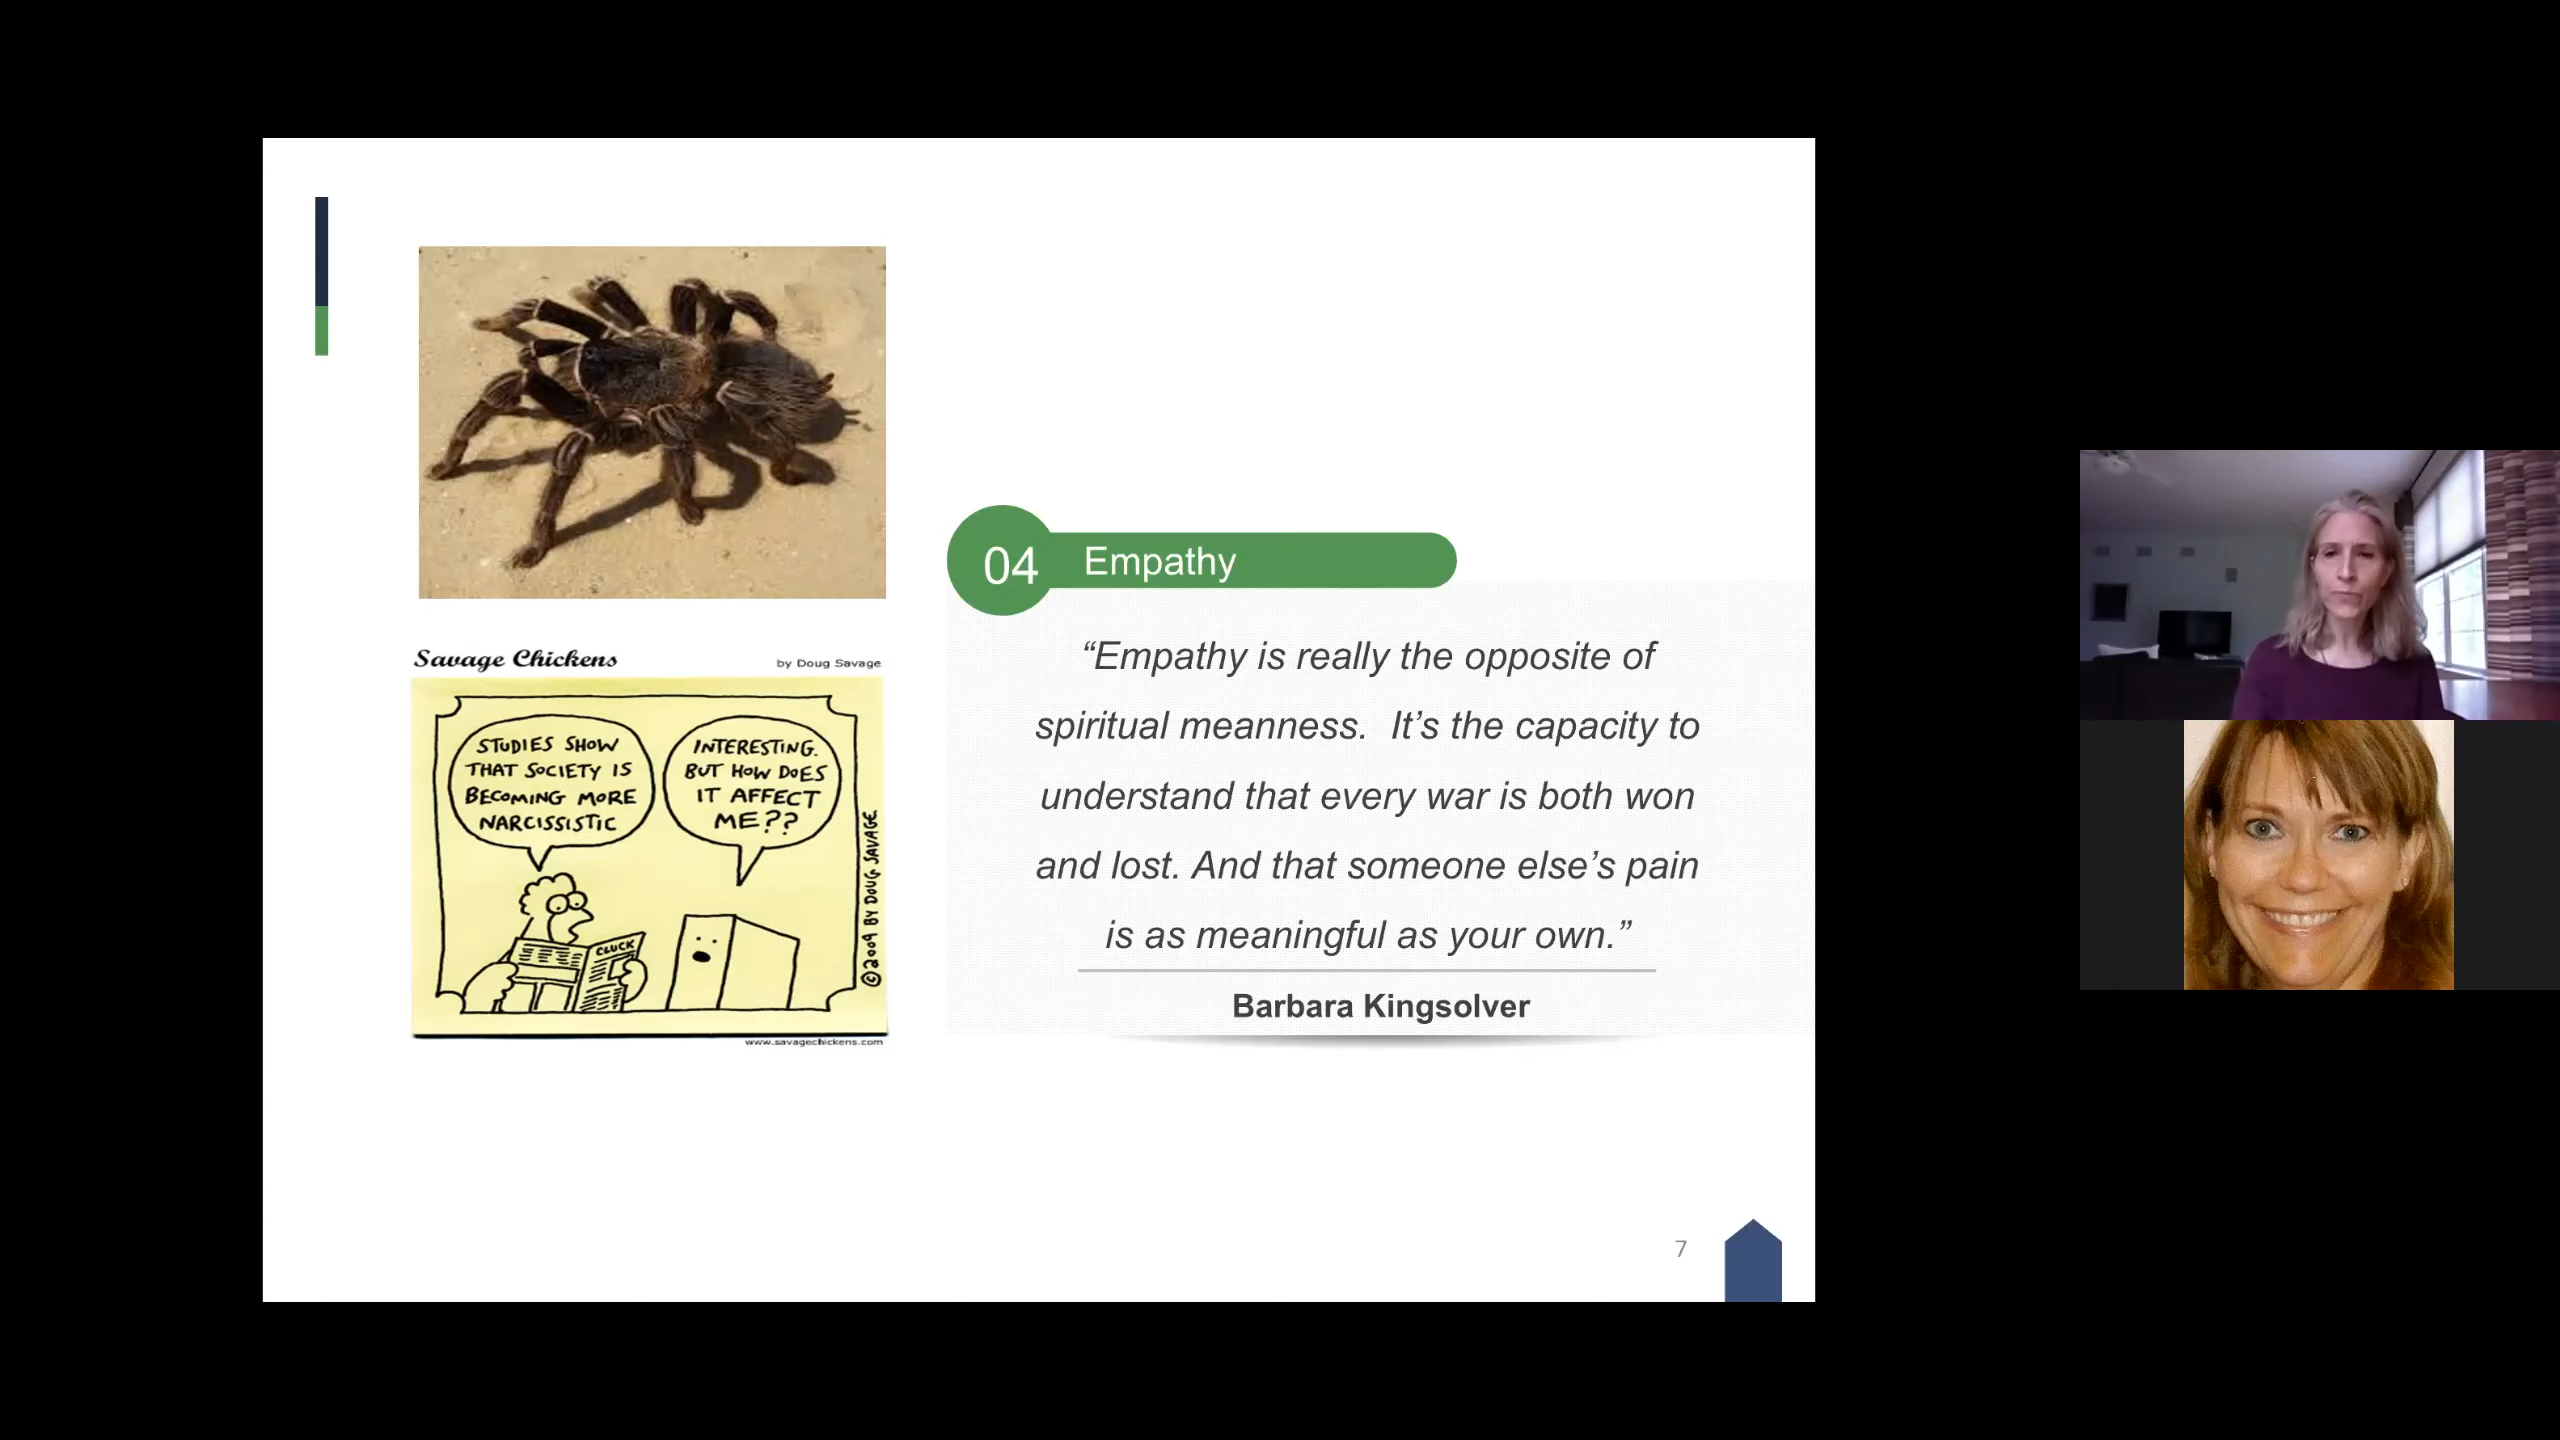 Savage Chickens
by Doug Savage
STUDIES SHOW
THAT SOCIETY IS
BECOMING MORE
NARCISSISTIC
INTERESTING.
BUT HOW DOES
IT AFFECT
ME??
CLUCK
©2009 BY DOUG SAVAGE
www.savagechickens.com
04 Empathy
“Empathy is really the opposite of
spiritual meanness.  It’s the capacity to
understand that every war is both won
and lost. And that someone else’s pain
is as meaningful as your own.”
Barbara Kingsolver
7